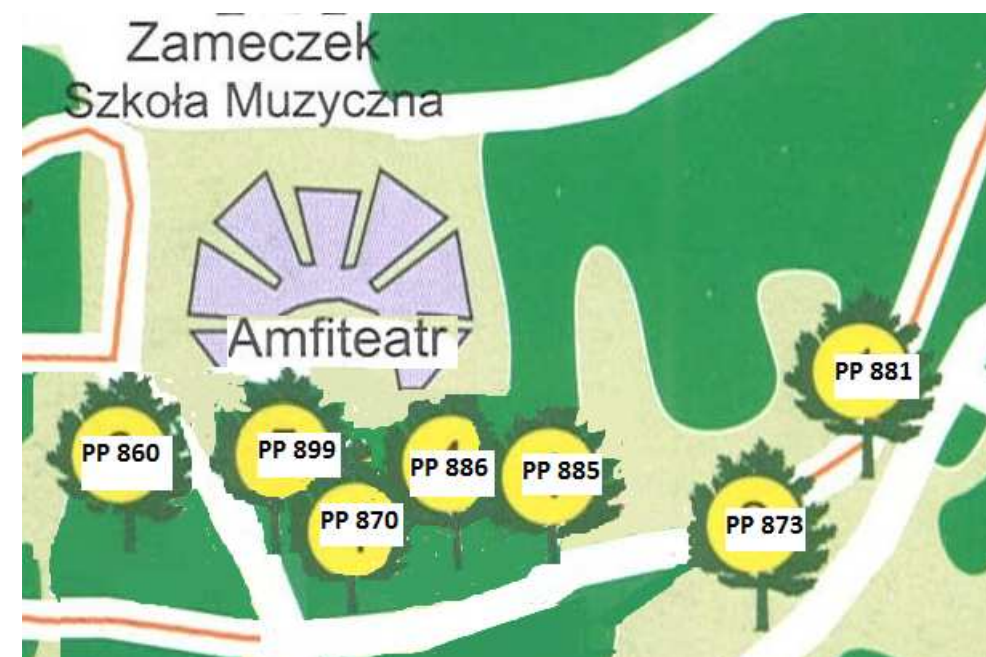 Zameczek
Szkoła Muzyczna
Amfiteatr
PP 881
PP 860
PP 899
PP 886
PP 885
PP 870
PP 873